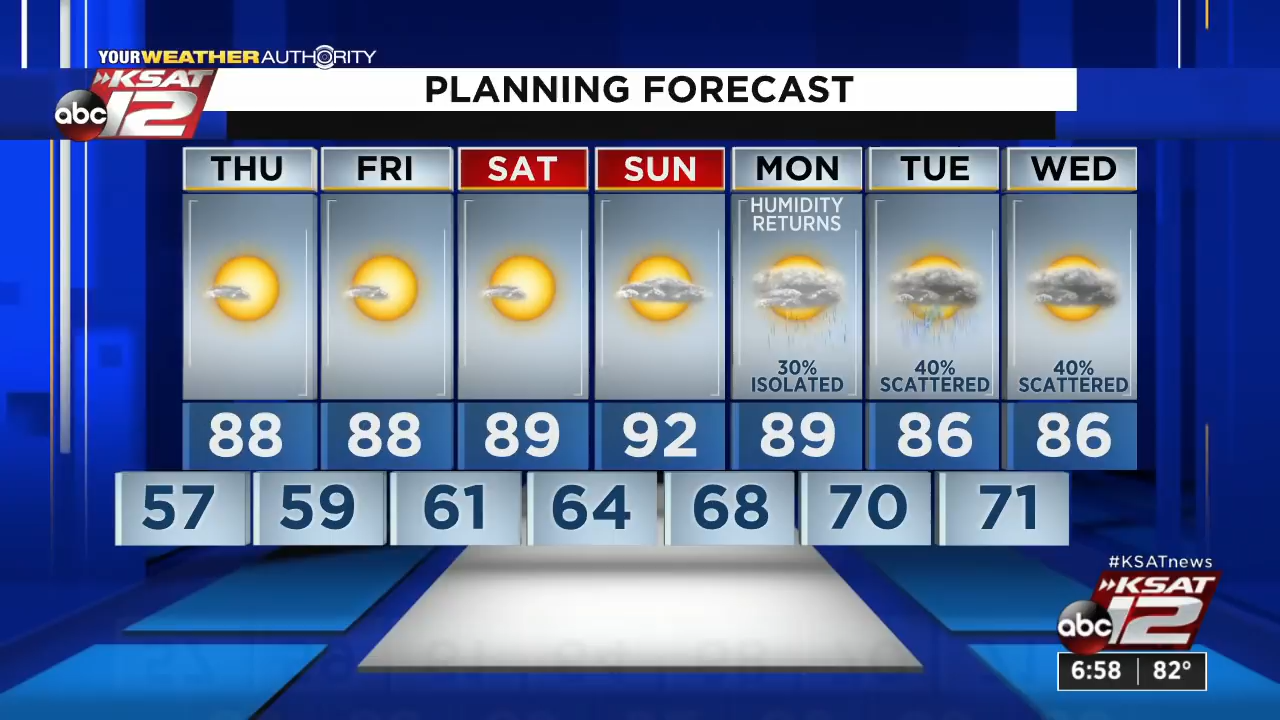 YOURWEATHERAUTHORITY
KSAT
abc 12
PLANNING FORECAST
THU FRI SAT SUN MON TUE WED
HUMIDITY
RETURNS
30% 40% 40%
ISOLATED SCATTERED SCATTERED
88 88 89 92 89 86 86
57 59 61 64 68 70 71
#KSATnews
KSAT
abc 12
6:58 82°